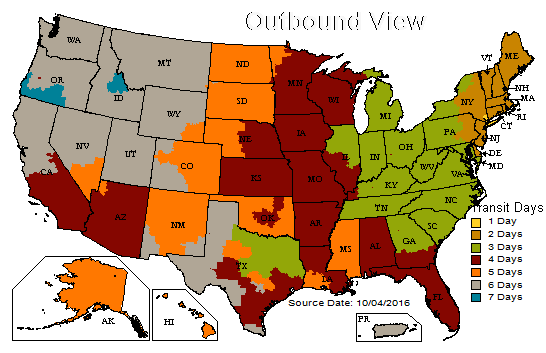 Outbound View
WA
MT
ND
MN
ME
VT
OR
ID
SD
WI
NY
NH
MA
WY
MI
RI
CT
PA
NJ
NV
UT
NE
IA
IN
OH
DE
MD
CO
WV
VA
CA
KS
MO
KY
NC
TN
AZ
NM
OK
AR
SC
MS
AL
GA
TX
LA
FL
Transit Days
1 Day
2 Days
3 Days
4 Days
5 Days
6 Days
7 Days
Source Date: 10/04/2016
AK
HI
PR